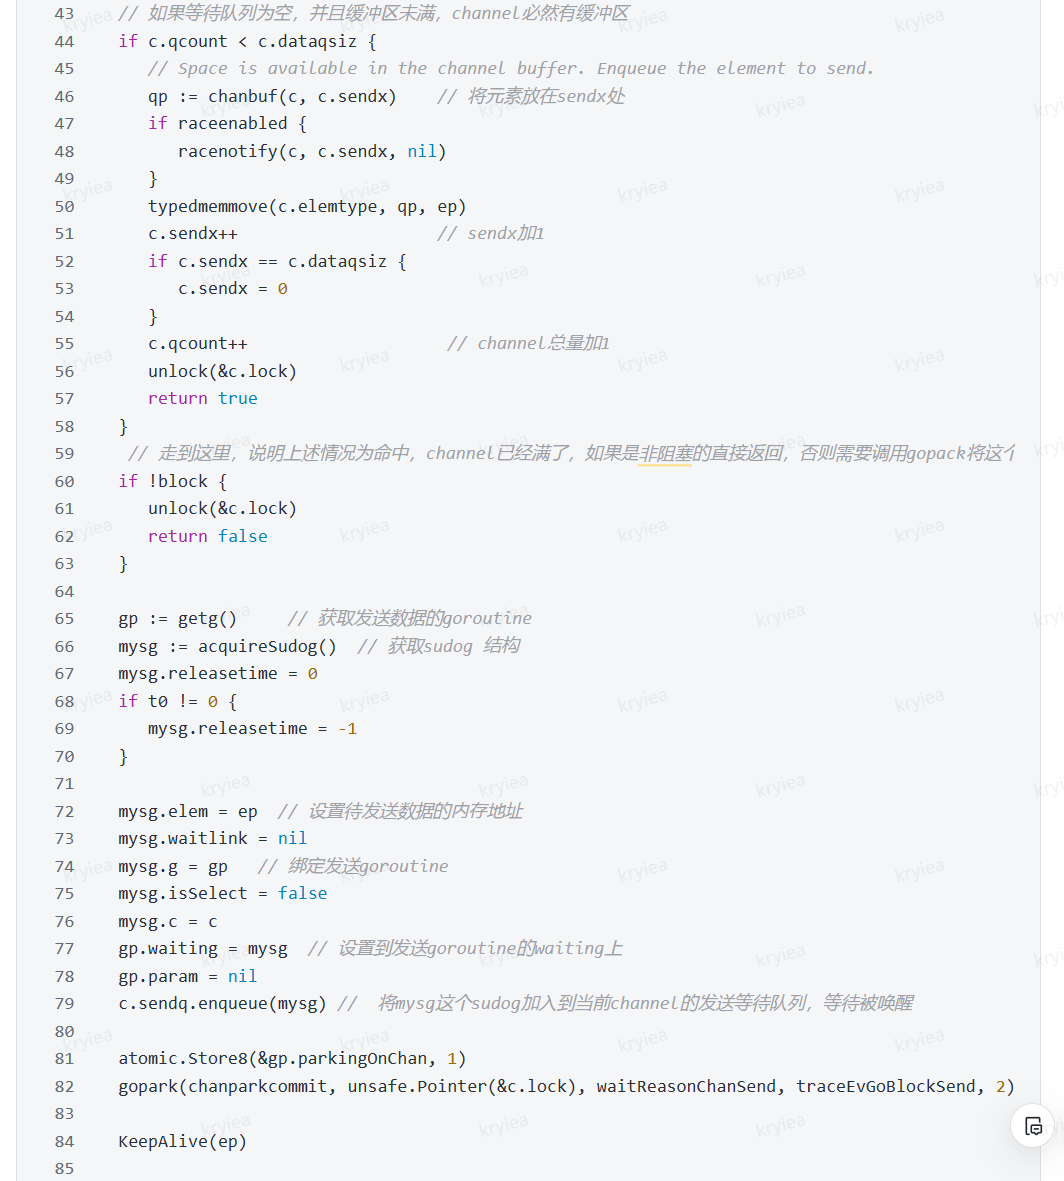 43 // 如果等待队列为空，并且缓冲区未满，channel必然有缓冲区
44 if c.qcount < c.dataqsiz {
45 // Space is available in the channel buffer. Enqueue the element to send.
46 qp := chanbuf(c, c.sendx) // 将元素放在sendx处
47 if raceenabled {
48 racenotify(c, c.sendx, nil)
49 }
50 typedmemmove(c.elemtype, qp, ep)
51 c.sendx++ // sendx加1
52 if c.sendx == c.dataqsiz {
53 c.sendx = 0
54 }
55 c.qcount++ // channel总量加1
56 unlock(&c.lock)
57 return true
58 }
59 // 走到这里，说明上述情况为命中，channel已经满了，如果是非阻塞的直接返回，否则需要调用gopack将这个
60 if !block {
61 unlock(&c.lock)
62 return false
63 }
64
65 gp := getg() // 获取发送数据的goroutine
66 mysg := acquireSudog() // 获取sudog 结构
67 mysg.releasetime = 0
68 if t0 != 0 {
69 mysg.releasetime = -1
70 }
71
72 mysg.elem = ep // 设置待发送数据的内存地址
73 mysg.waitlink = nil
74 mysg.g = gp // 绑定发送goroutine
75 mysg.isSelect = false
76 mysg.c = c
77 gp.waiting = mysg // 设置到发送goroutine的waiting上
78 gp.param = nil
79 c.sendq.enqueue(mysg) // 将mysg这个sudog加入到当前channel的发送等待队列，等待被唤醒
80
81 atomic.Store8(&gp.parkingOnChan, 1)
82 gopark(chanparkcommit, unsafe.Pointer(&c.lock), waitReasonChanSend, traceEvGoBlockSend, 2)
83
84 KeepAlive(ep)
85